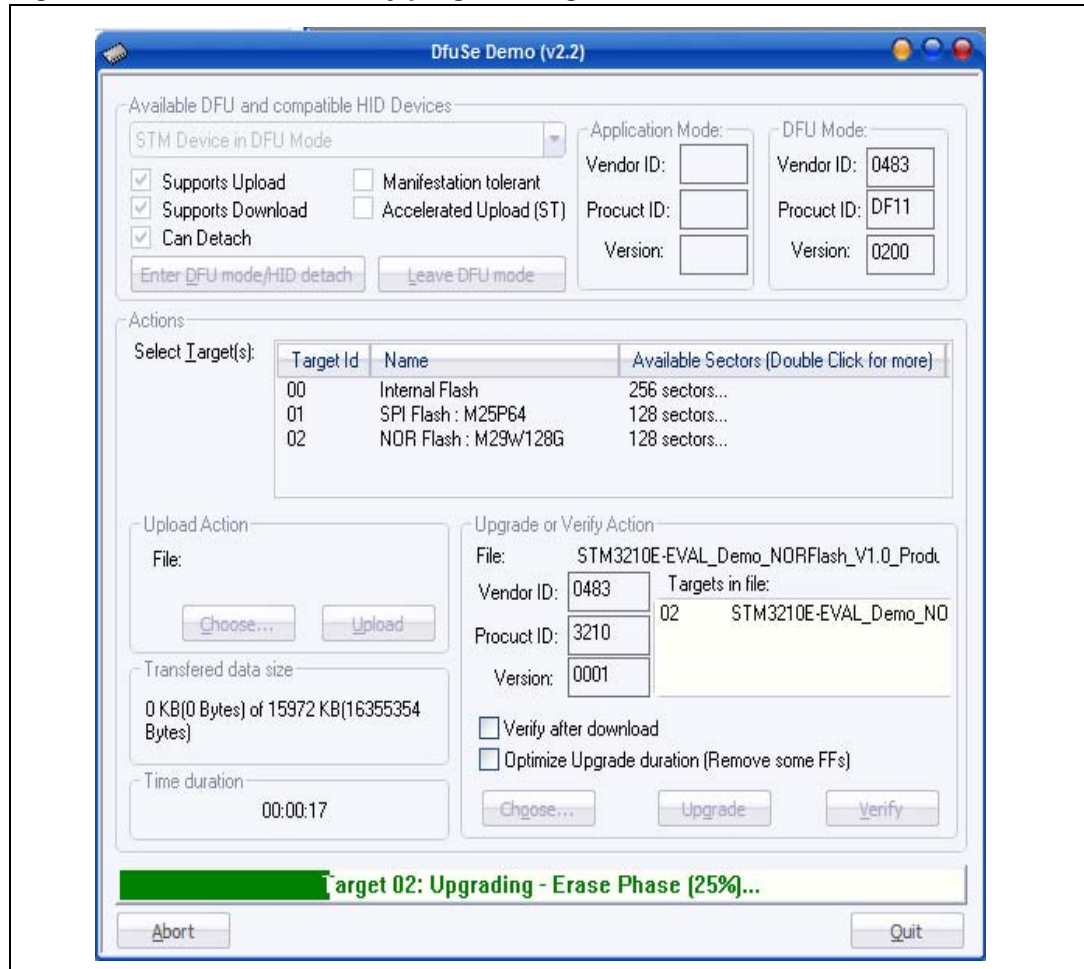 DfuSe Demo (v2.2)
Available DFU and compatible HID Devices
STM Device in DFU Mode
Supports Upload
Manifestation tolerant
Supports Download
Accelerated Upload (ST)
Can Detach
Enter DFU mode/HID detach
Leave DFU mode
Application Mode:
Vendor ID:
Procuct ID:
Version:
DFU Mode:
Vendor ID: 0483
Procuct ID: DF11
Version: 0200
Actions
Select Target(s):
Target Id Name Available Sectors (Double Click for more)
00 Internal Flash 256 sectors...
01 SPI Flash : M25P64 128 sectors...
02 NOR Flash : M29W128G 128 sectors...
Upload Action
File:
Choose... Upload
Transfered data size
0 KB(0 Bytes) of 15972 KB(16355354
Bytes)
Time duration
00:00:17
Upgrade or Verify Action
File: STM3210E-EVAL_Demo_NORFlash_V1.0_Produ
Vendor ID: 0483
Procuct ID: 3210
Version: 0001
Targets in file:
02 STM3210E-EVAL_Demo_NO
Verify after download
Optimize Upgrade duration (Remove some FFs)
Choose... Upgrade Verify
Target 02: Upgrading - Erase Phase (25%)...
Abort Quit